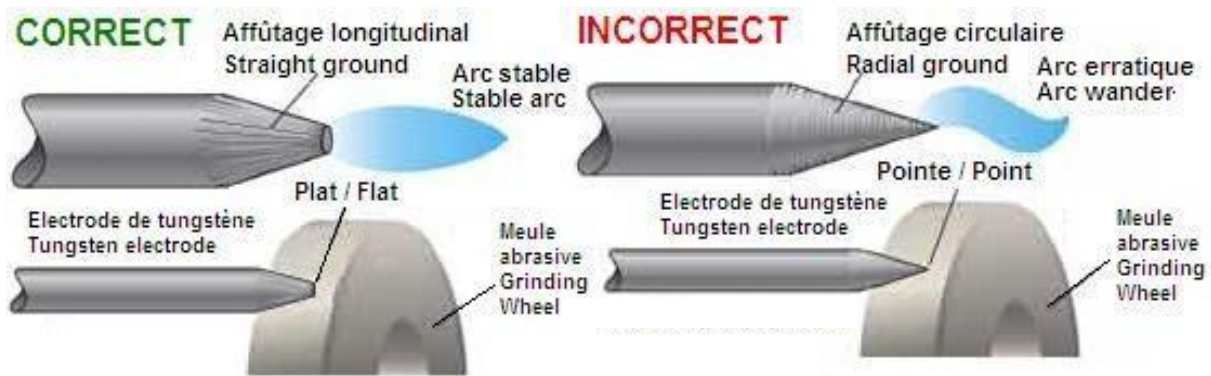 CORRECT
Affûtage longitudinal
Straight ground
Arc stable
Stable arc
Plat / Flat
Electrode de tungstène
Tungsten electrode
Meule
abrasive
Grinding
Wheel
INCORRECT
Affûtage circulaire
Radial ground
Arc erratique
Arc wander
Pointe / Point
Electrode de tungstène
Tungsten electrode
Meule
abrasive
Grinding
Wheel